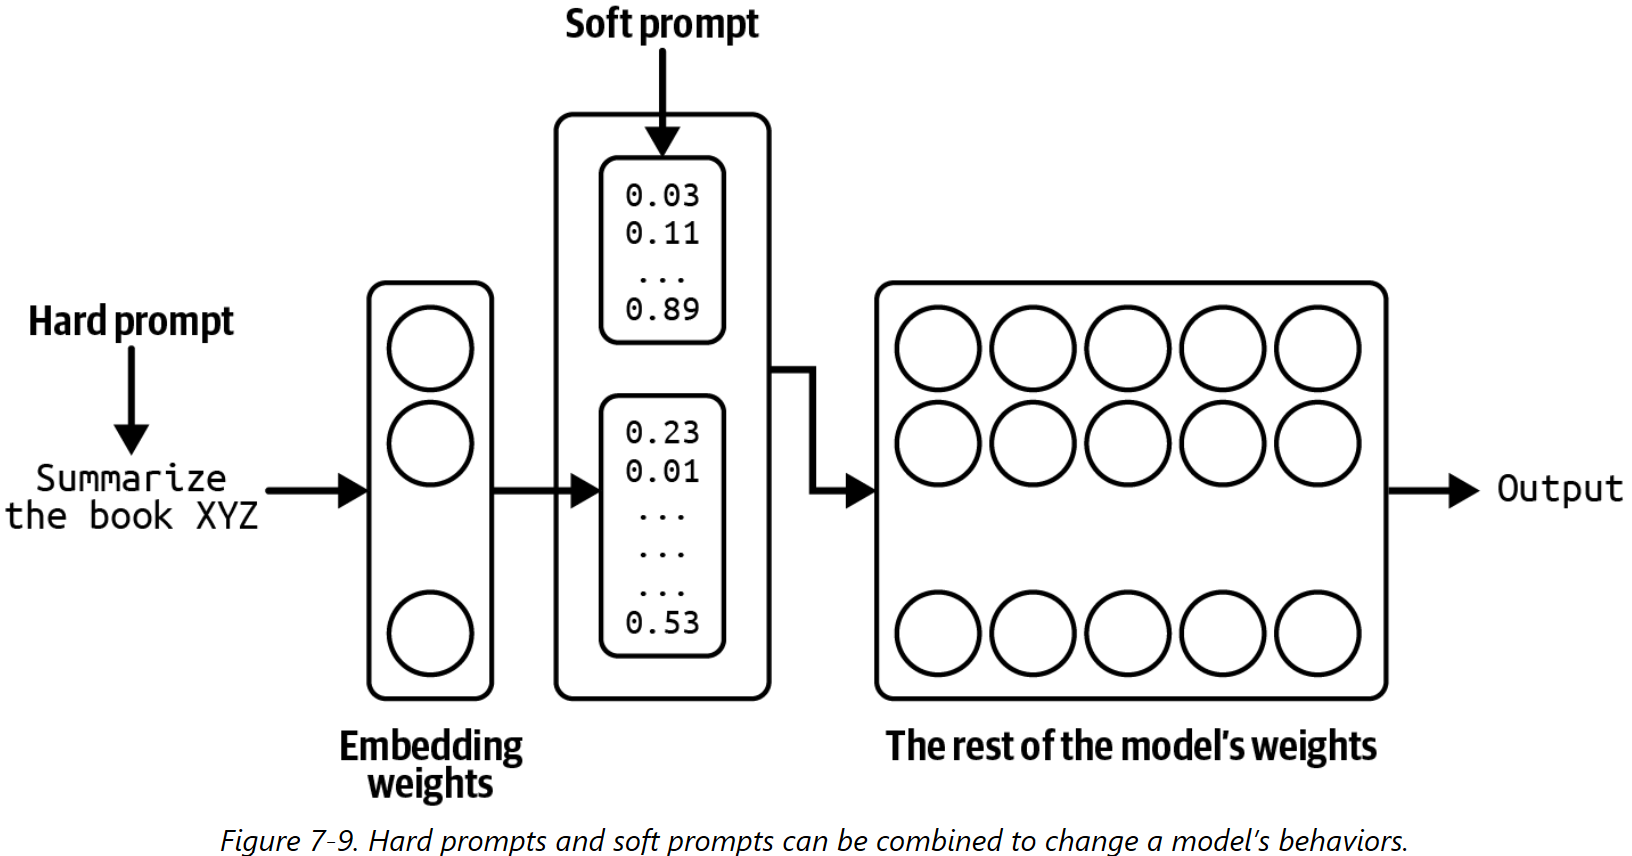 Soft prompt
0.03
0.11
...
0.89
Hard prompt
Summarize
the book XYZ
0.23
0.01
...
...
...
0.53
Output
Embedding
weights
The rest of the model's weights
Figure 7-9. Hard prompts and soft prompts can be combined to change a model's behaviors.